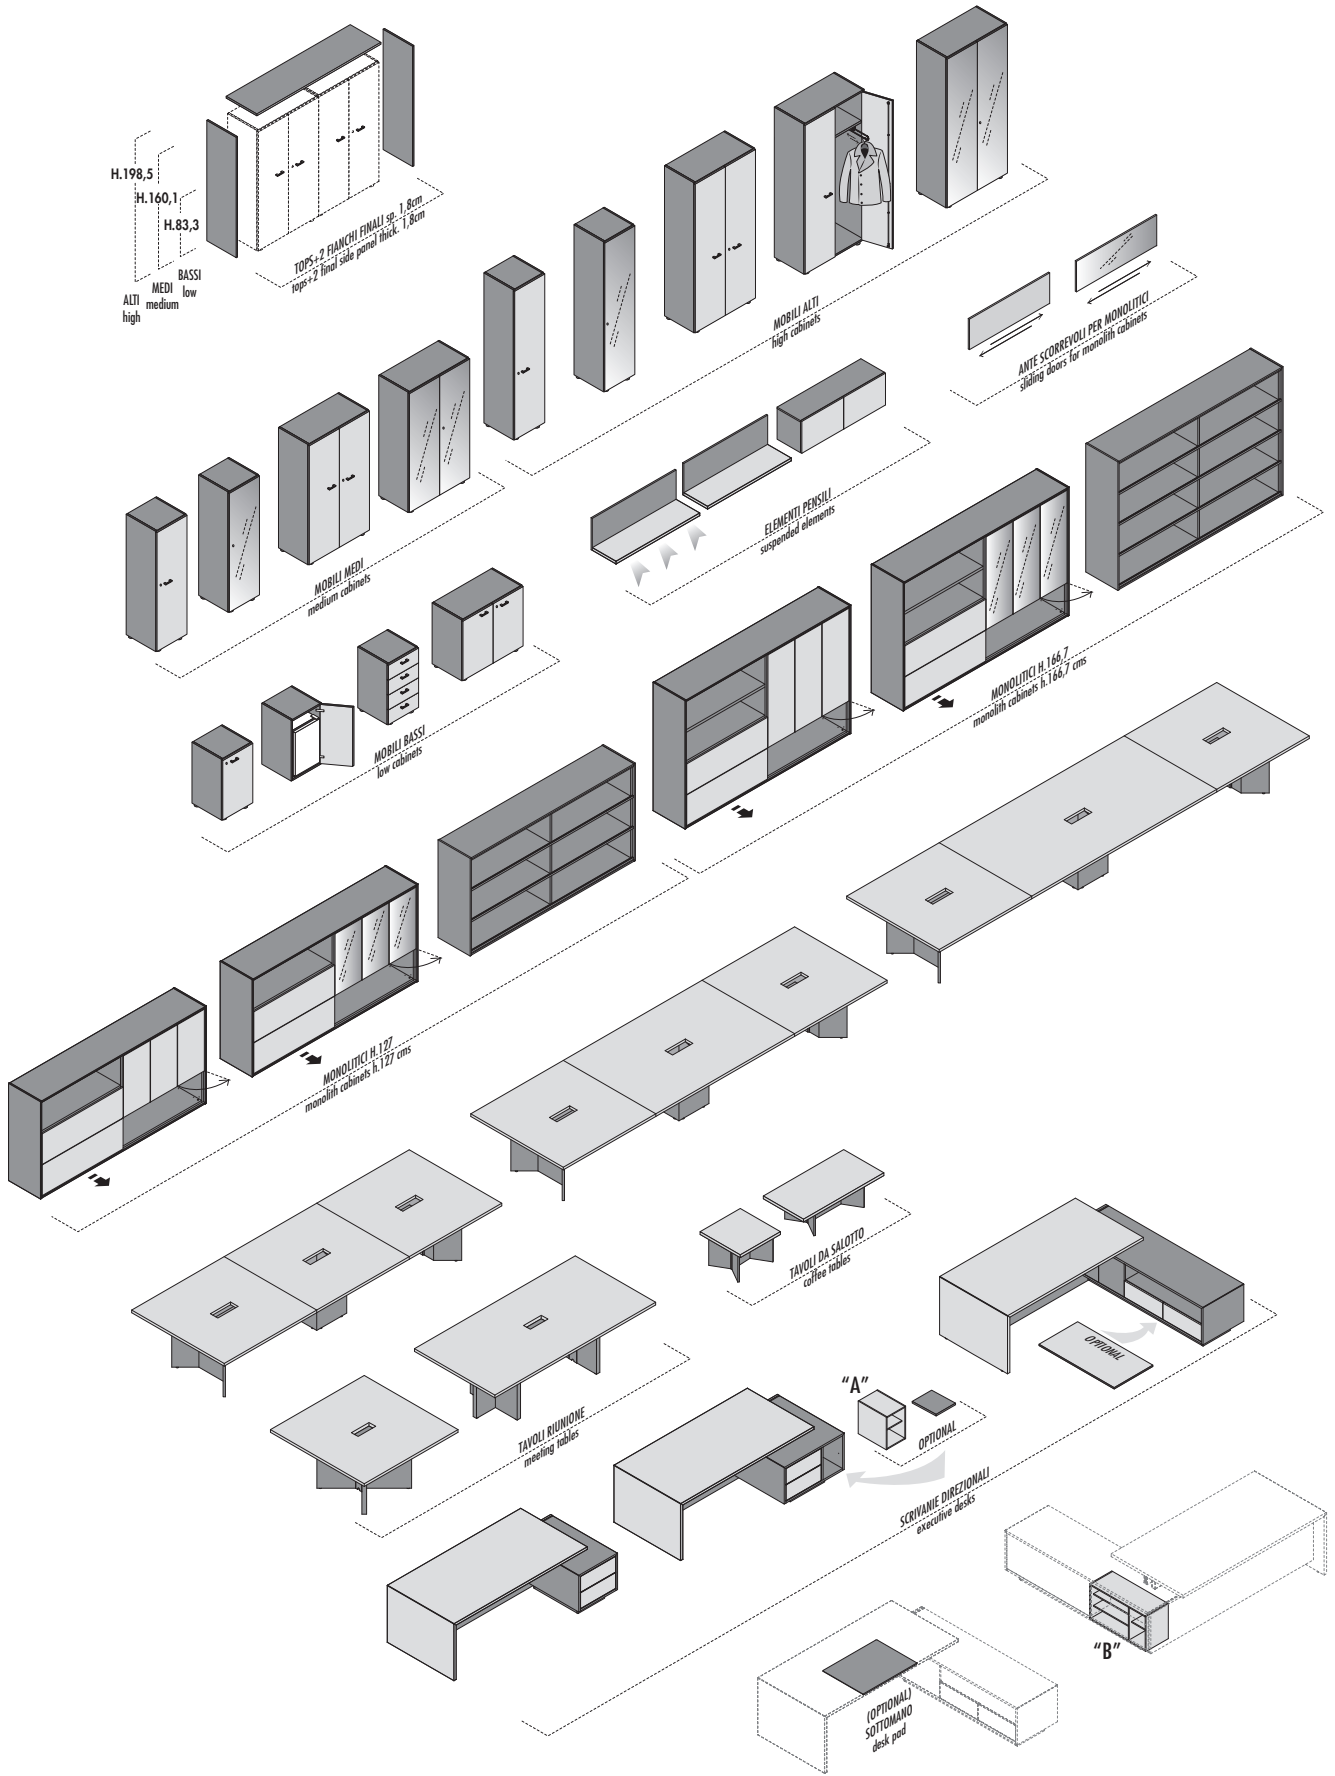 H.198,5
H.160,1
H.83,3
ALTI
high
MEDI
medium
BASSI
low
TOPS+2 FIANCHI FINALI sp. 1,8cm
tops+2 final side panel thick. 1,8cm
MOBILI ALTI
high cabinets
ANTE SCORREVOLI PER MONOLITICI
sliding doors for monolith cabinets
MOBILI MEDI
medium cabinets
ELEMENTI PENSILI
suspended elements
MOBILI BASSI
low cabinets
MONOLITICI H.166,7
monolith cabinets h.166,7 cms
MONOLITICI H.127
monolith cabinets h.127 cms
TAVOLI DA SALOTTO
coffee tables
OPTIONAL
TAVOLI RIUNIONE
meeting tables
“A”
OPTIONAL
SCRIVANIE DIREZIONALI
executive desks
“B”
(OPTIONAL)
SOTTOMANO
desk pad